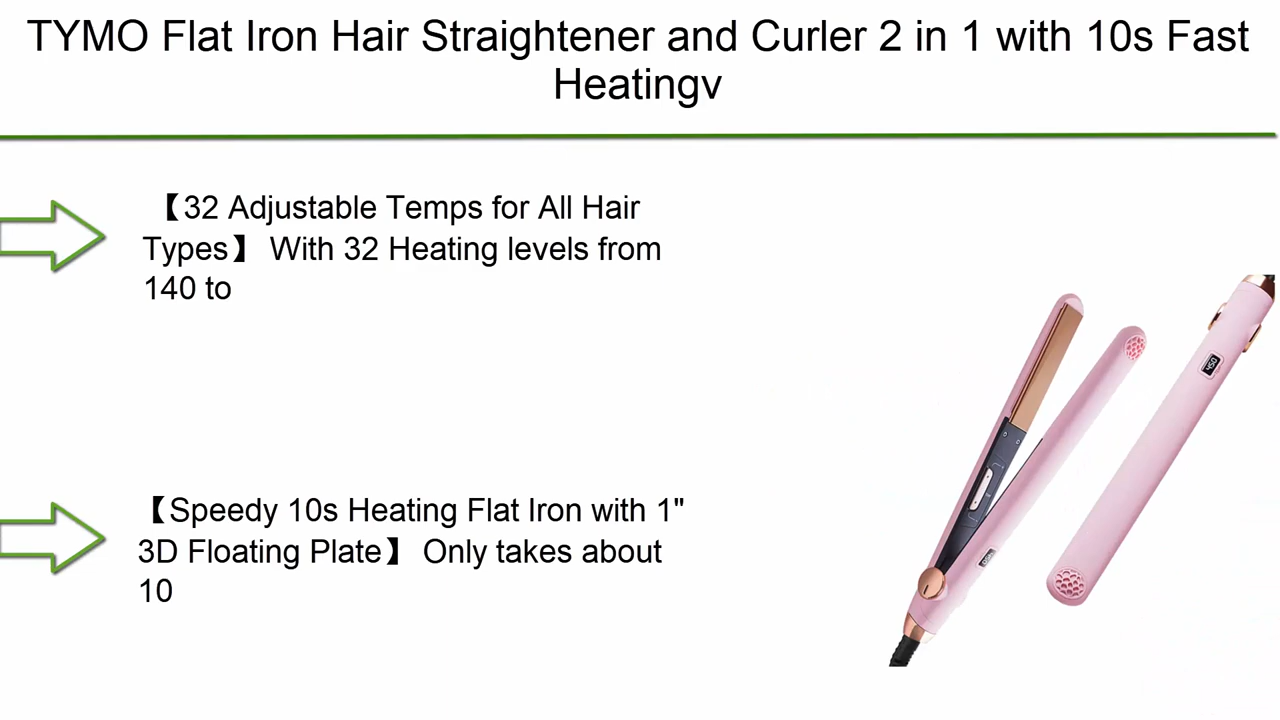 TYMO Flat Iron Hair Straightener and Curler 2 in 1 with 10s Fast
Heatingv
【32 Adjustable Temps for All Hair
Types】 With 32 Heating levels from
140 to
【Speedy 10s Heating Flat Iron with 1"
3D Floating Plate】 Only takes about
10
450